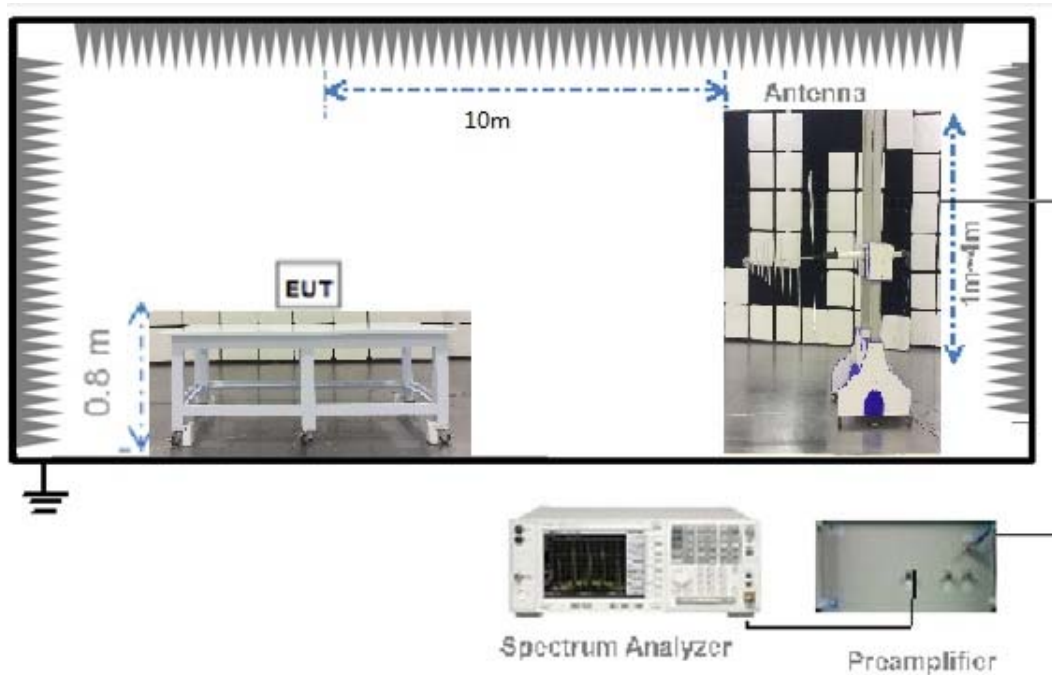 Antenna
10m
1m-4m
EUT
0.8 m
Spectrum Analyzer
Preamplifier